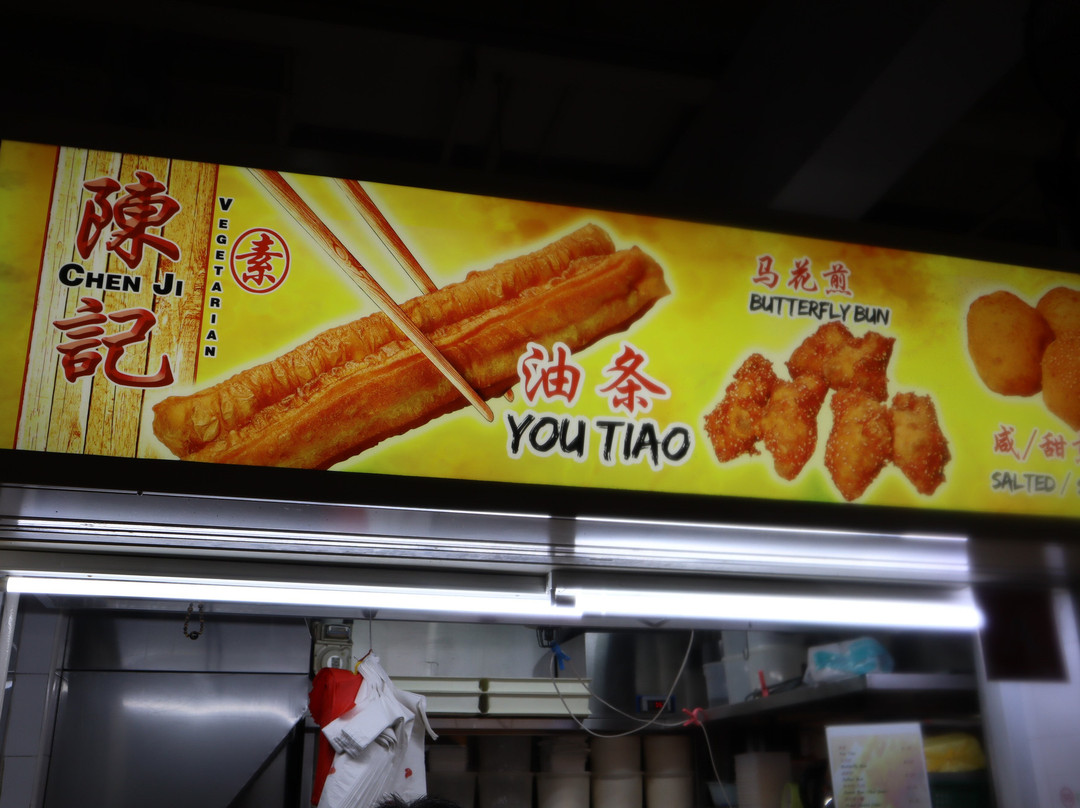 陳
CHEN JI
記
VEGETARIAN
素
油条
YOU TIAO
马花煎
BUTTERFLY BUN
咸/甜
SALTED /